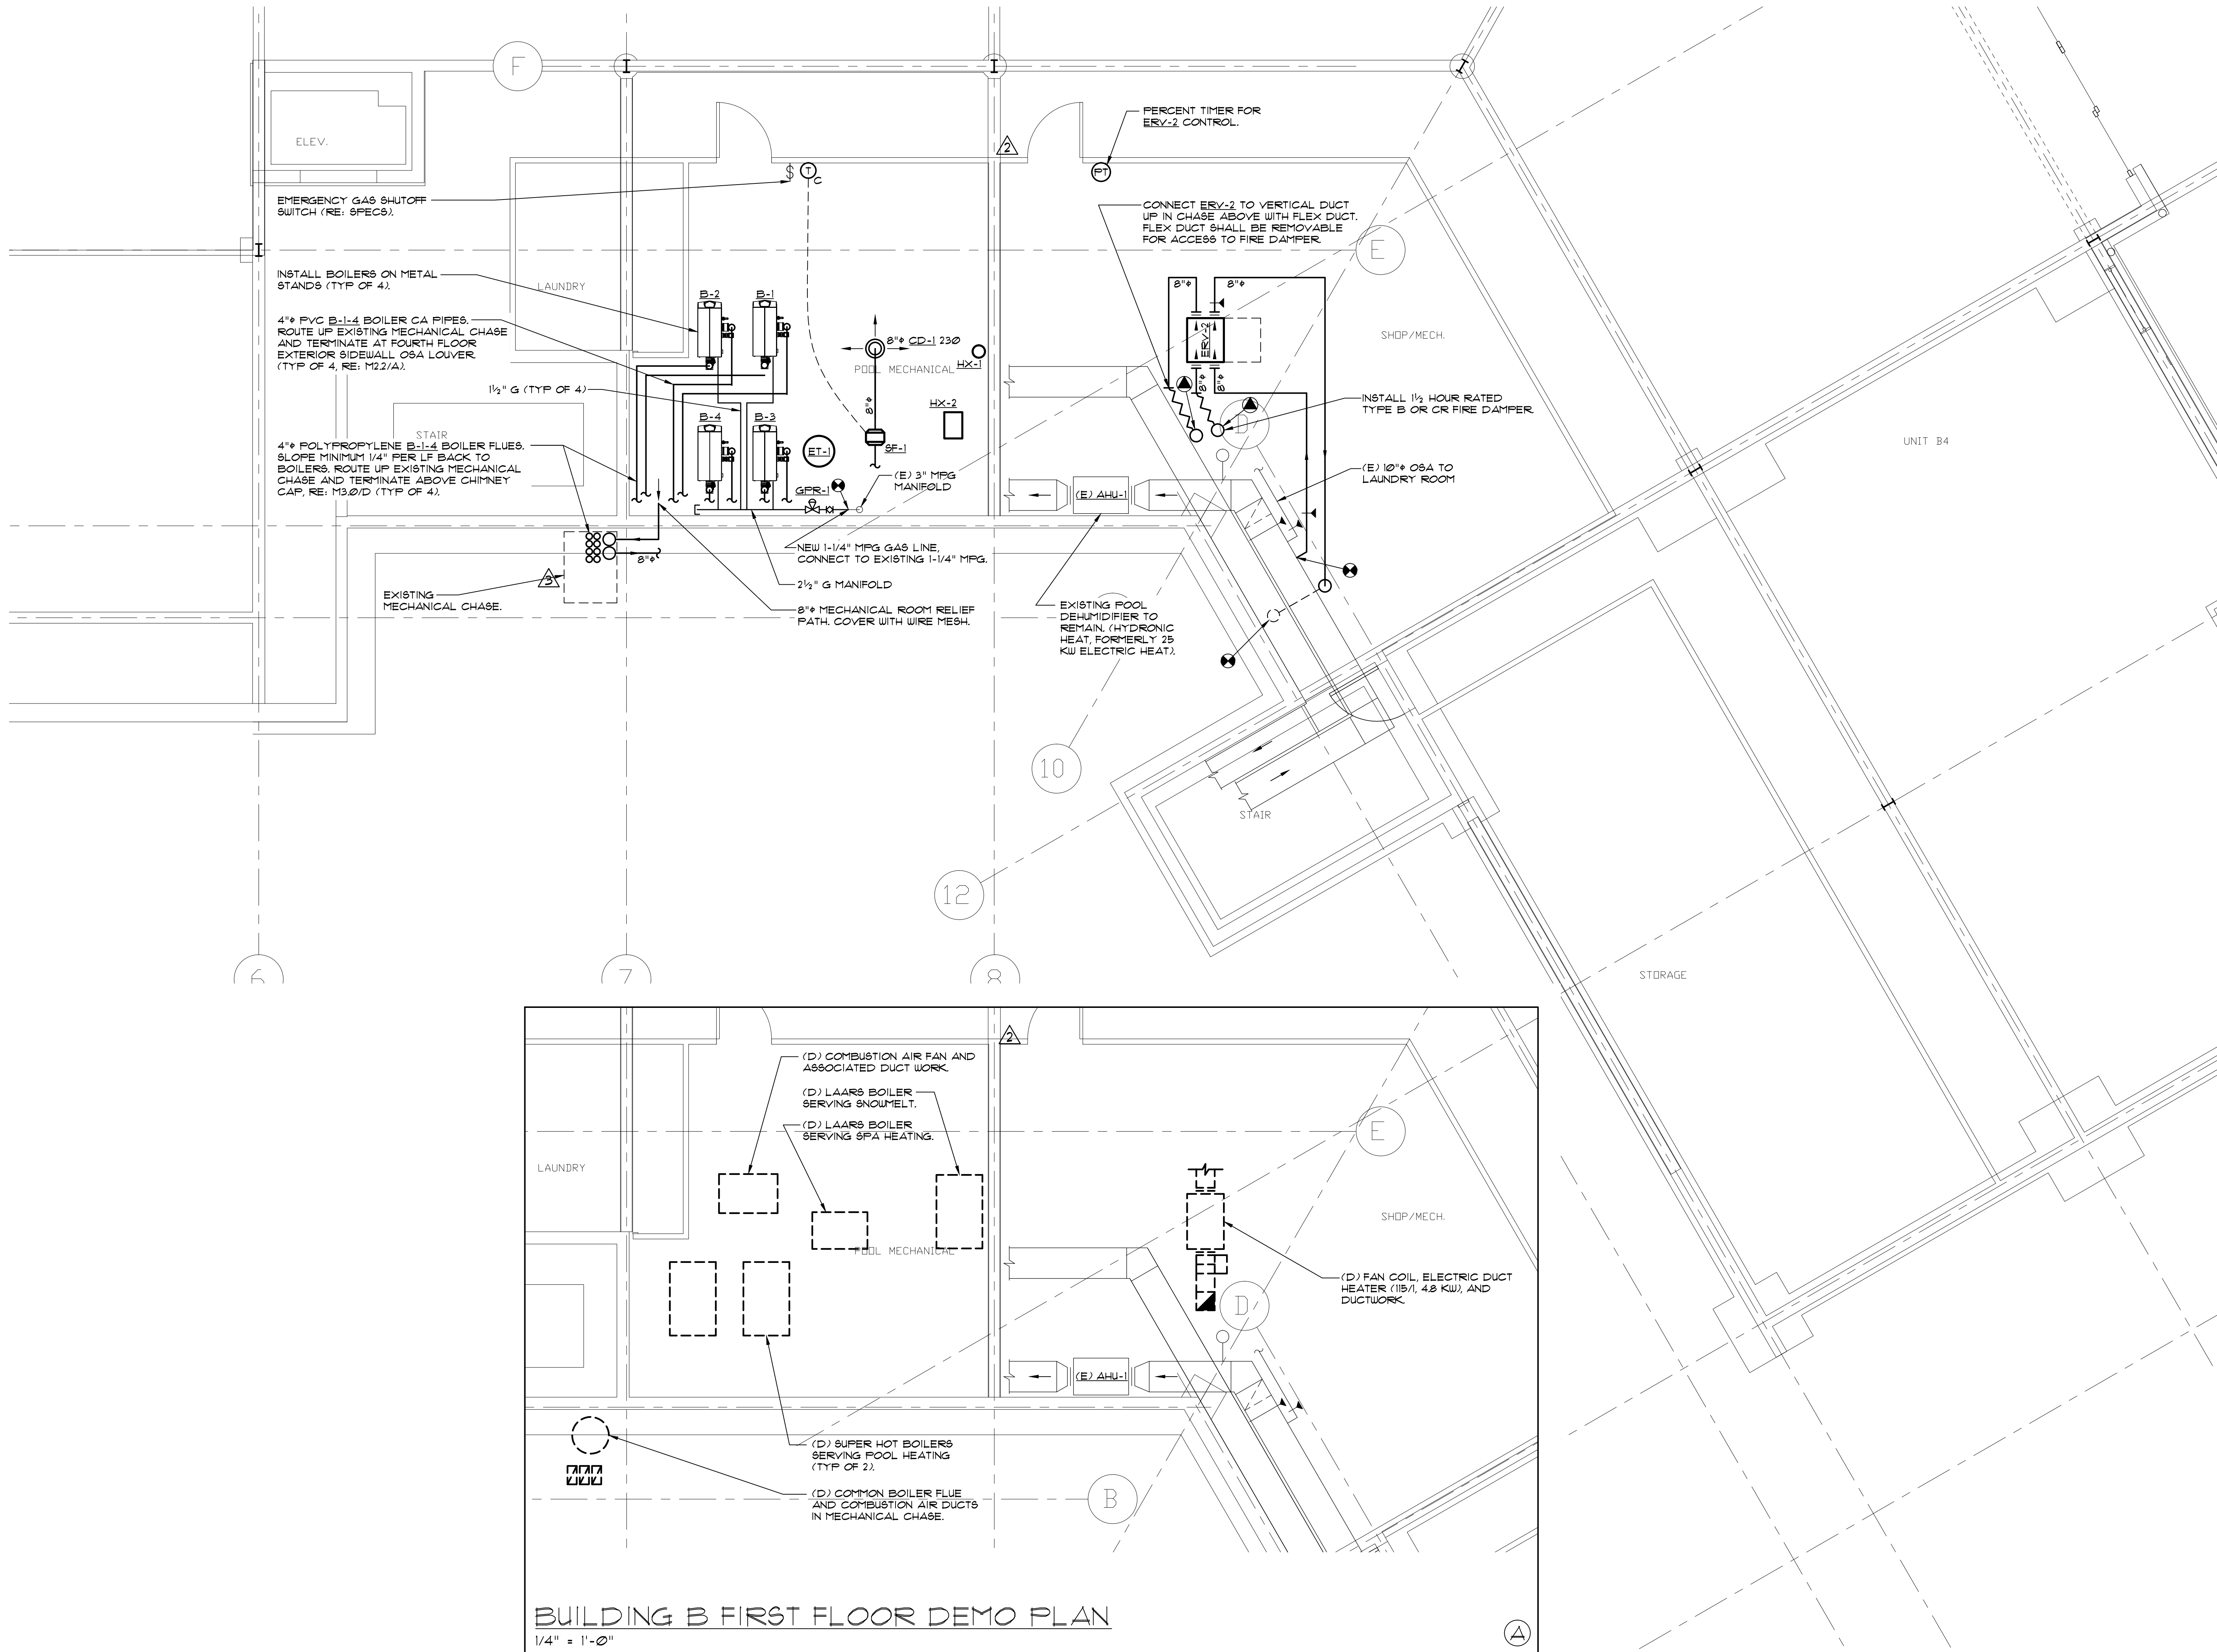 F
ELEV.
PERCENT TIMER FOR
ERV-2 CONTROL.
2
$
T
C
PT
EMERGENCY GAS SHUTOFF
SWITCH (RE: SPECS).
CONNECT ERV-2 TO VERTICAL DUCT
UP IN CHASE ABOVE WITH FLEX DUCT.
FLEX DUCT SHALL BE REMOVABLE
FOR ACCESS TO FIRE DAMPER.
E
INSTALL BOILERS ON METAL
STANDS (TYP OF 4).
LAUNDRY
B-2
B-1
8"φ
8"φ
4"φ PVC B-1-4 BOILER CA PIPES.
ROUTE UP EXISTING MECHANICAL CHASE
AND TERMINATE AT FOURTH FLOOR
EXTERIOR SIDEWALL OSA LOUVER.
(TYP OF 4, RE: M2.2/A).
8"φ CD-1 230
POOL MECHANICAL
HX-1
ERV-2
SHOP/MECH.
1½" G (TYP OF 4)
8"φ
8"φ
8"φ
HX-2
INSTALL 1½ HOUR RATED
TYPE B OR CR FIRE DAMPER.
B-4
B-3
D
STAIR
ET-1
SF-1
UNIT B4
4"φ POLYPROPYLENE B-1-4 BOILER FLUES.
SLOPE MINIMUM 1/4" PER LF BACK TO
BOILERS. ROUTE UP EXISTING MECHANICAL
CHASE AND TERMINATE ABOVE CHIMNEY
CAP, RE: M3.0/D (TYP OF 4).
(E) 3" MPG
MANIFOLD
(E) 10"φ OSA TO
LAUNDRY ROOM
GPR-1
(E) AHU-1
NEW 1-1/4" MPG GAS LINE,
CONNECT TO EXISTING 1-1/4" MPG.
8"φ
3
2½" G MANIFOLD
EXISTING
MECHANICAL CHASE.
8"φ MECHANICAL ROOM RELIEF
PATH. COVER WITH WIRE MESH.
EXISTING POOL
DEHUMIDIFIER TO
REMAIN. (HYDRONIC
HEAT, FORMERLY 25
KW ELECTRIC HEAT).
10
STAIR
12
STORAGE
6
7
8
2
(D) COMBUSTION AIR FAN AND
ASSOCIATED DUCT WORK.
(D) LAARS BOILER
SERVING SNOWMELT.
(D) LAARS BOILER
SERVING SPA HEATING.
E
LAUNDRY
SHOP/MECH.
POOL MECHANICAL
(D) FAN COIL, ELECTRIC DUCT
HEATER (115/1, 4.8 KW), AND
DUCTWORK.
D
(E) AHU-1
(D) SUPER HOT BOILERS
SERVING POOL HEATING
(TYP OF 2).
(D) COMMON BOILER FLUE
AND COMBUSTION AIR DUCTS
IN MECHANICAL CHASE.
B
BUILDING B FIRST FLOOR DEMO PLAN
1/4" = 1'-0"
A